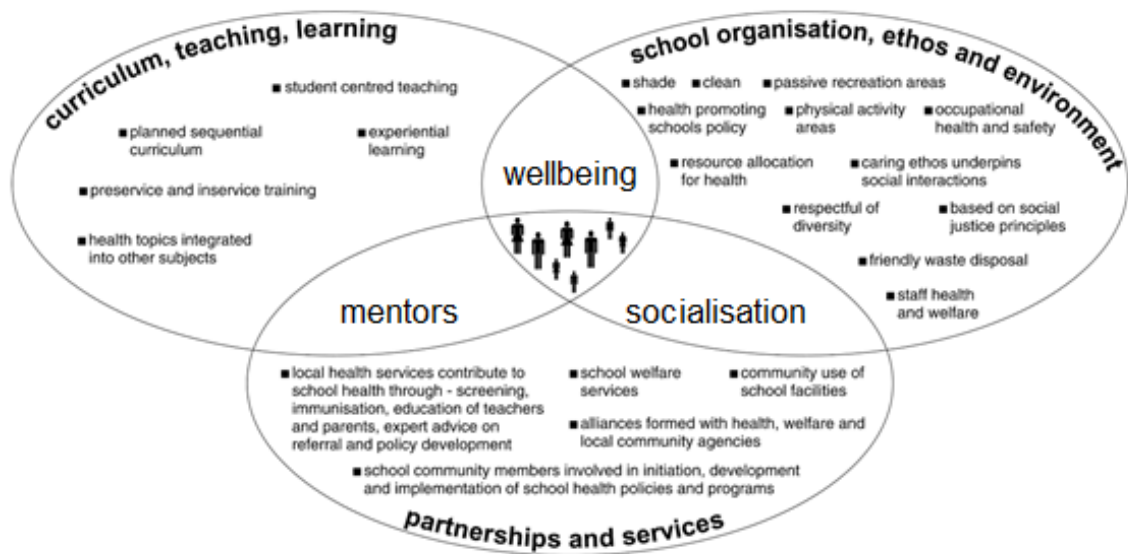 curriculum, teaching, learning
■ student centred teaching
■ planned sequential
curriculum
■ experiential
learning
■ preservice and inservice training
■ health topics integrated
into other subjects
school organisation, ethos and environment
■ shade ■ clean ■ passive recreation areas
■ health promoting
schools policy
■ physical activity
areas
■ occupational
health and safety
■ resource allocation
for health
■ caring ethos underpins
social interactions
■ respectful of
diversity
■ based on social
justice principles
■ friendly waste disposal
■ staff health
and welfare
wellbeing
mentors
socialisation
■ local health services contribute to
school health through - screening,
immunisation, education of teachers
and parents, expert advice on
referral and policy development
■ school welfare
services
■ community use of
school facilities
■ alliances formed with health, welfare and
local community agencies
■ school community members involved in initiation, development
and implementation of school health policies and programs
partnerships and services